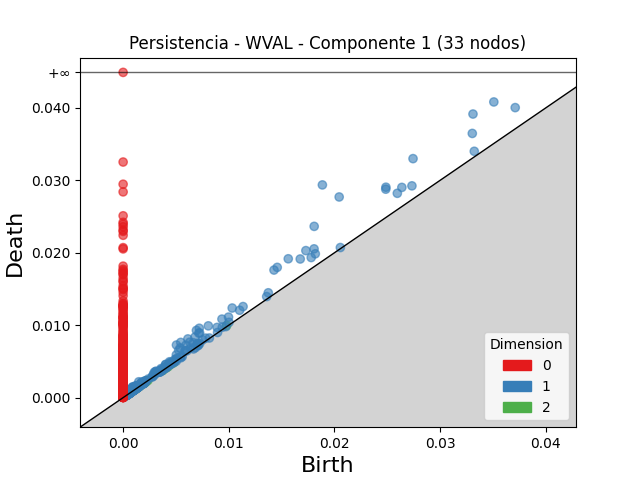 Persistencia - WVAL - Componente 1 (33 nodos)
+∞
0.040
0.030
0.020
0.010
0.000
Death
Dimension
0
1
2
0.00 0.01 0.02 0.03 0.04
Birth